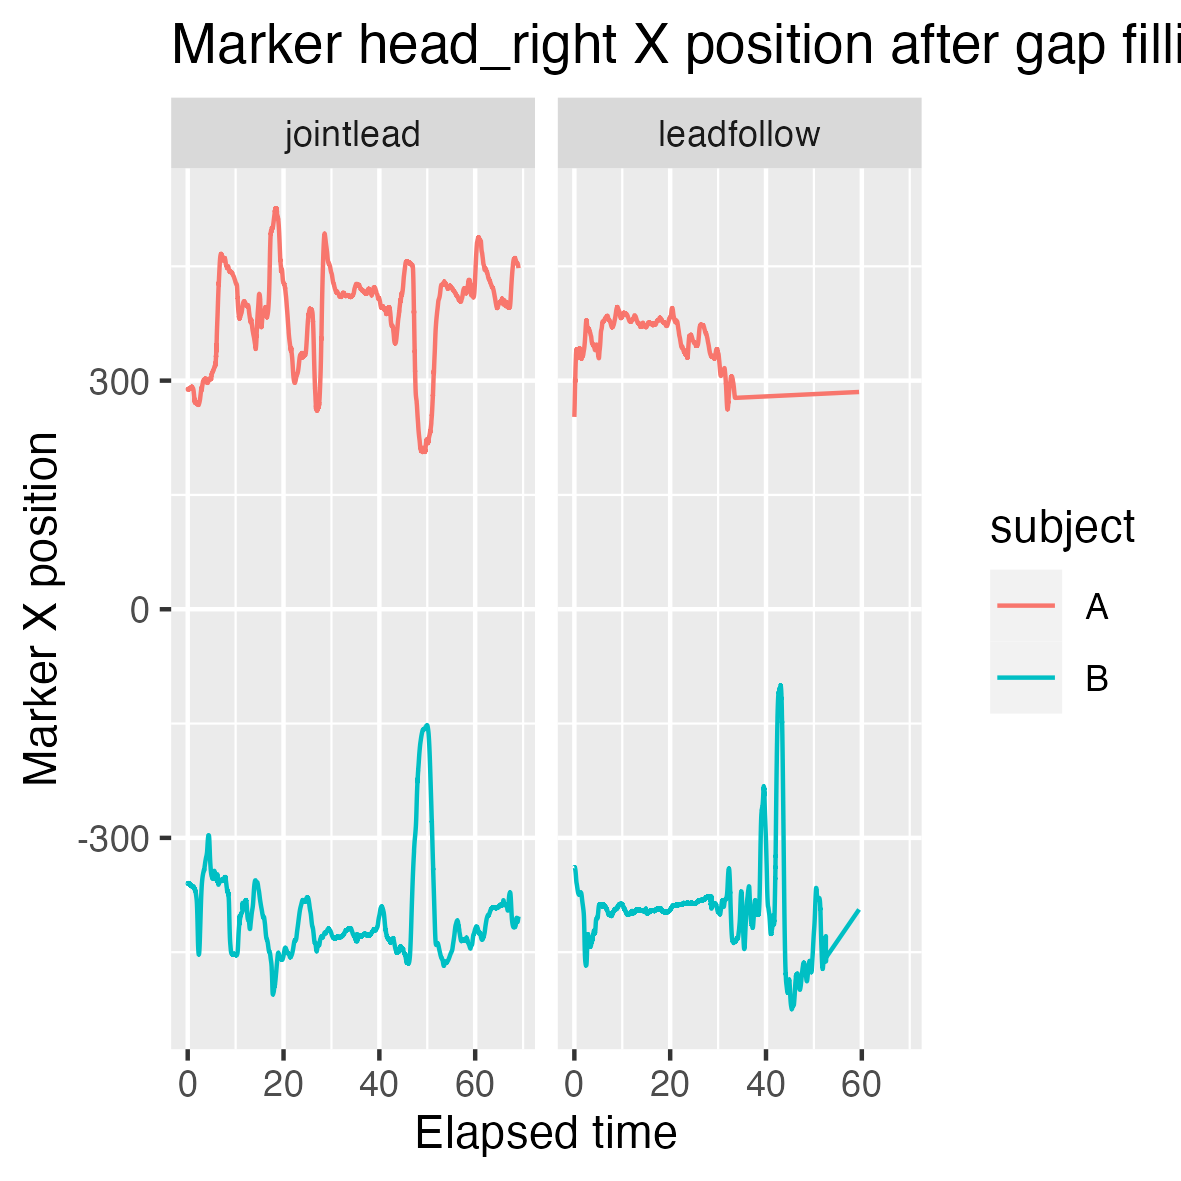 Marker head_right X position after gap filli
jointlead
leadfollow
300
0
-300
Marker X position
0 20 40 60
0 20 40 60
Elapsed time
subject
A
B